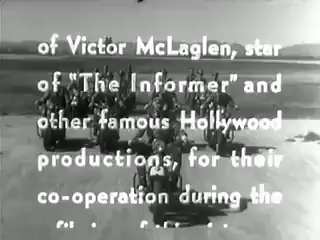 of Victor McLaglen, star
of "The Informer" and
other famous Hollywood
productions, for their
co-operation during the